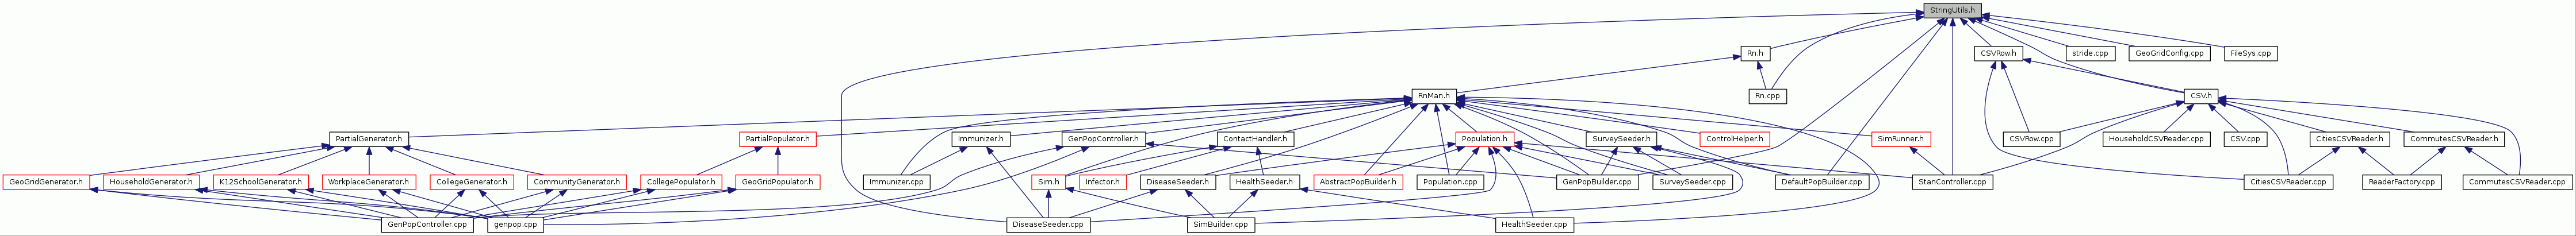 StringUtils.h
Rn.h
CSVRow.h
stride.cpp
GeoGridConfig.cpp
FileSys.cpp
RnMan.h
Rn.cpp
CSV.h
PartialGenerator.h
PartialPopulator.h
Immunizer.h
GenPopController.h
ContactHandler.h
Population.h
SurveySeeder.h
ControlHelper.h
SimRunner.h
CSVRow.cpp
HouseholdCSVReader.cpp
CSV.cpp
CitiesCSVReader.h
CommutesCSVReader.h
GeoGridGenerator.h
HouseholdGenerator.h
K12SchoolGenerator.h
WorkplaceGenerator.h
CollegeGenerator.h
CommunityGenerator.h
CollegePopulator.h
GeoGridPopulator.h
Immunizer.cpp
Sim.h
Infector.h
DiseaseSeeder.h
HealthSeeder.h
AbstractPopBuilder.h
Population.cpp
GenPopBuilder.cpp
SurveySeeder.cpp
DefaultPopBuilder.cpp
StanController.cpp
CitiesCSVReader.cpp
ReaderFactory.cpp
CommutesCSVReader.cpp
GenPopController.cpp
genpop.cpp
DiseaseSeeder.cpp
SimBuilder.cpp
HealthSeeder.cpp